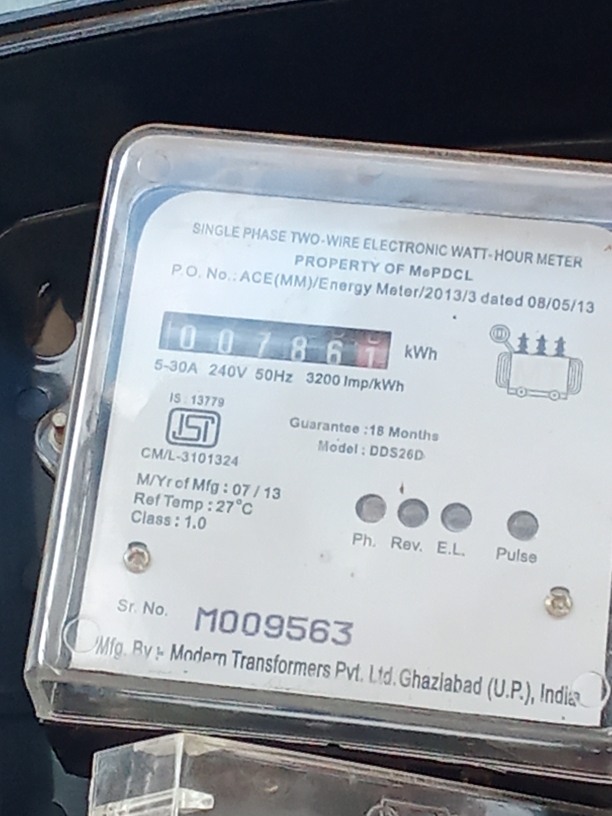 SINGLE PHASE TWO-WIRE ELECTRONIC WATT-HOUR METER
PROPERTY OF MePDCL
P.O. No.: ACE(MM)/Energy Meter/2013/3 dated 08/05/13
007861 kWh
5-30A 240V 50Hz 3200 Imp/kWh
IS : 13779
ISI
CM/L-3101324
Guarantee :18 Months
Model : DDS26D
M/Yr of Mfg : 07 / 13
Ref Temp : 27°C
Class : 1.0
Ph. Rev. E.L. Pulse
Sr. No. M009563
Mfg. By :- Modern Transformers Pvt. Ltd. Ghaziabad (U.P.), India